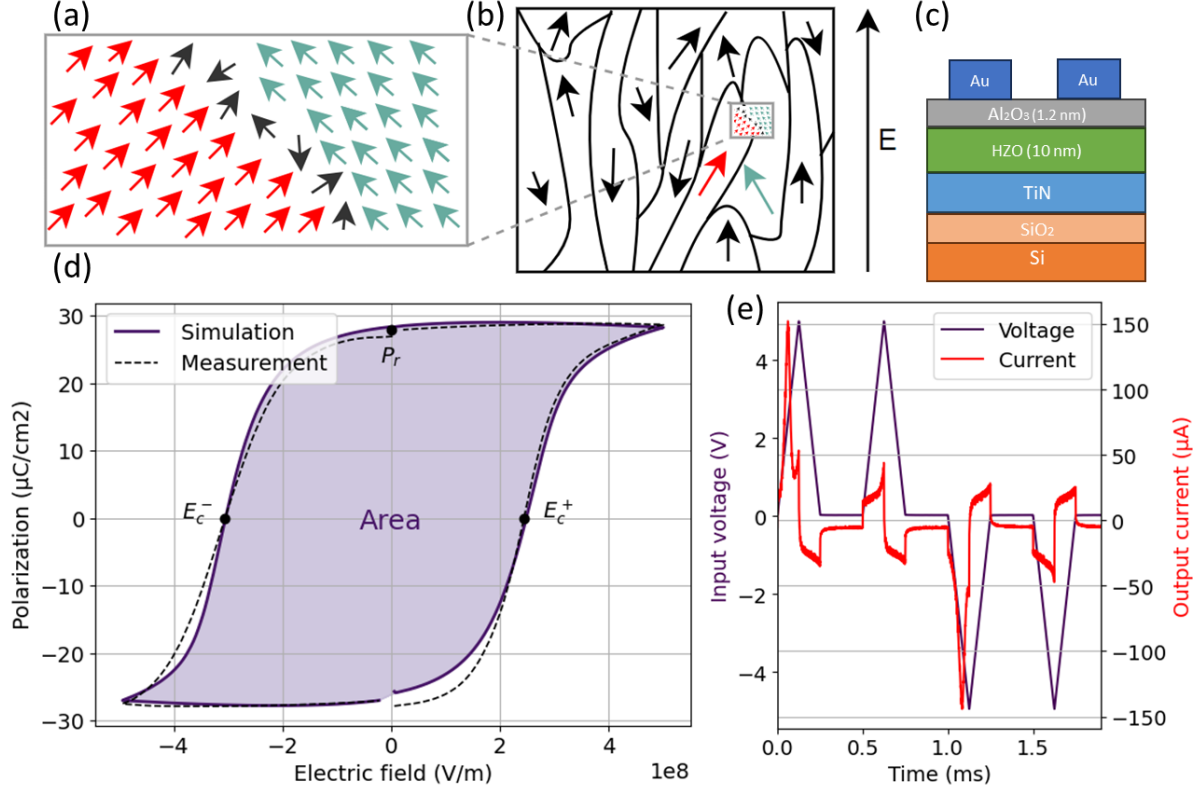 (a)
(b)
E
(c)
Au
Au
Al₂O₃ (1.2 nm)
HZO (10 nm)
TiN
SiO₂
Si
(d)
Simulation
Measurement
Pᵣ
E꜀⁻
E꜀⁺
Area
30
20
10
0
−10
−20
−30
Polarization (µC/cm2)
−4
−2
0
2
4
1e8
Electric field (V/m)
(e)
Voltage
Current
4
2
0
−2
−4
Input voltage (V)
150
100
50
0
−50
−100
−150
Output current (µA)
0.0
0.5
1.0
1.5
Time (ms)